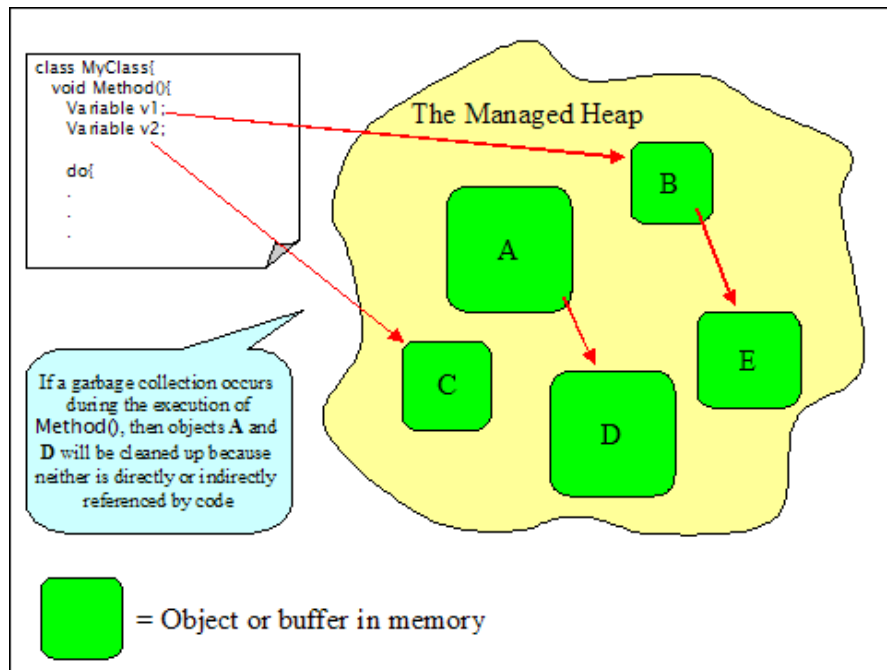 class MyClass{
void Method(){
Variable v1;
Variable v2;
do{
.
.
.
The Managed Heap
B
A
E
C
D
If a garbage collection occurs
during the execution of
Method(), then objects A and
D will be cleaned up because
neither is directly or indirectly
referenced by code
= Object or buffer in memory